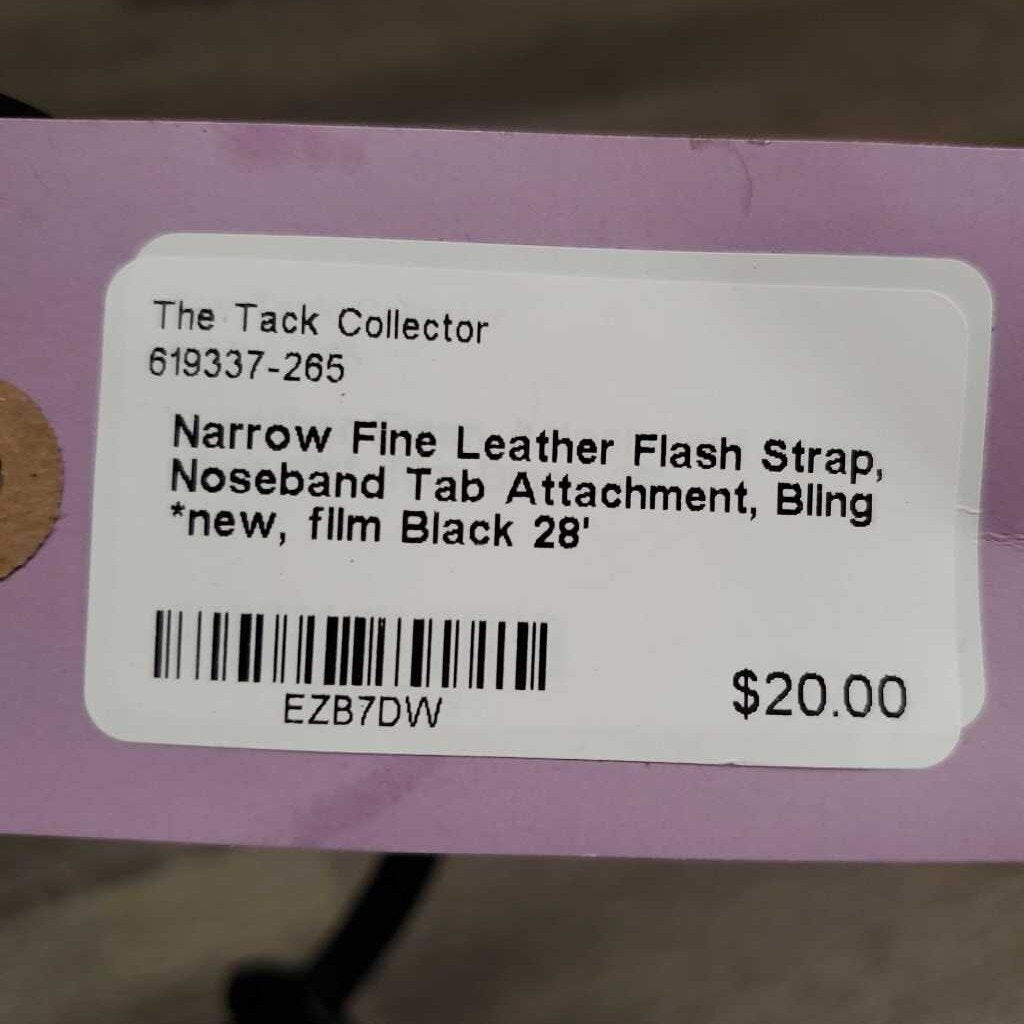 The Tack Collector
619337-265
Narrow Fine Leather Flash Strap,
Noseband Tab Attachment, Bling
*new, film Black 28'
EZB7DW
$20.00